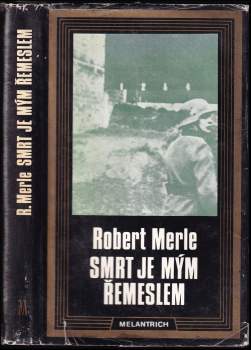 R. Merle SMRT JE MÝM ŘEMESLEM
Robert Merle
SMRT JE MÝM
ŘEMESLEM
MELANTRICH